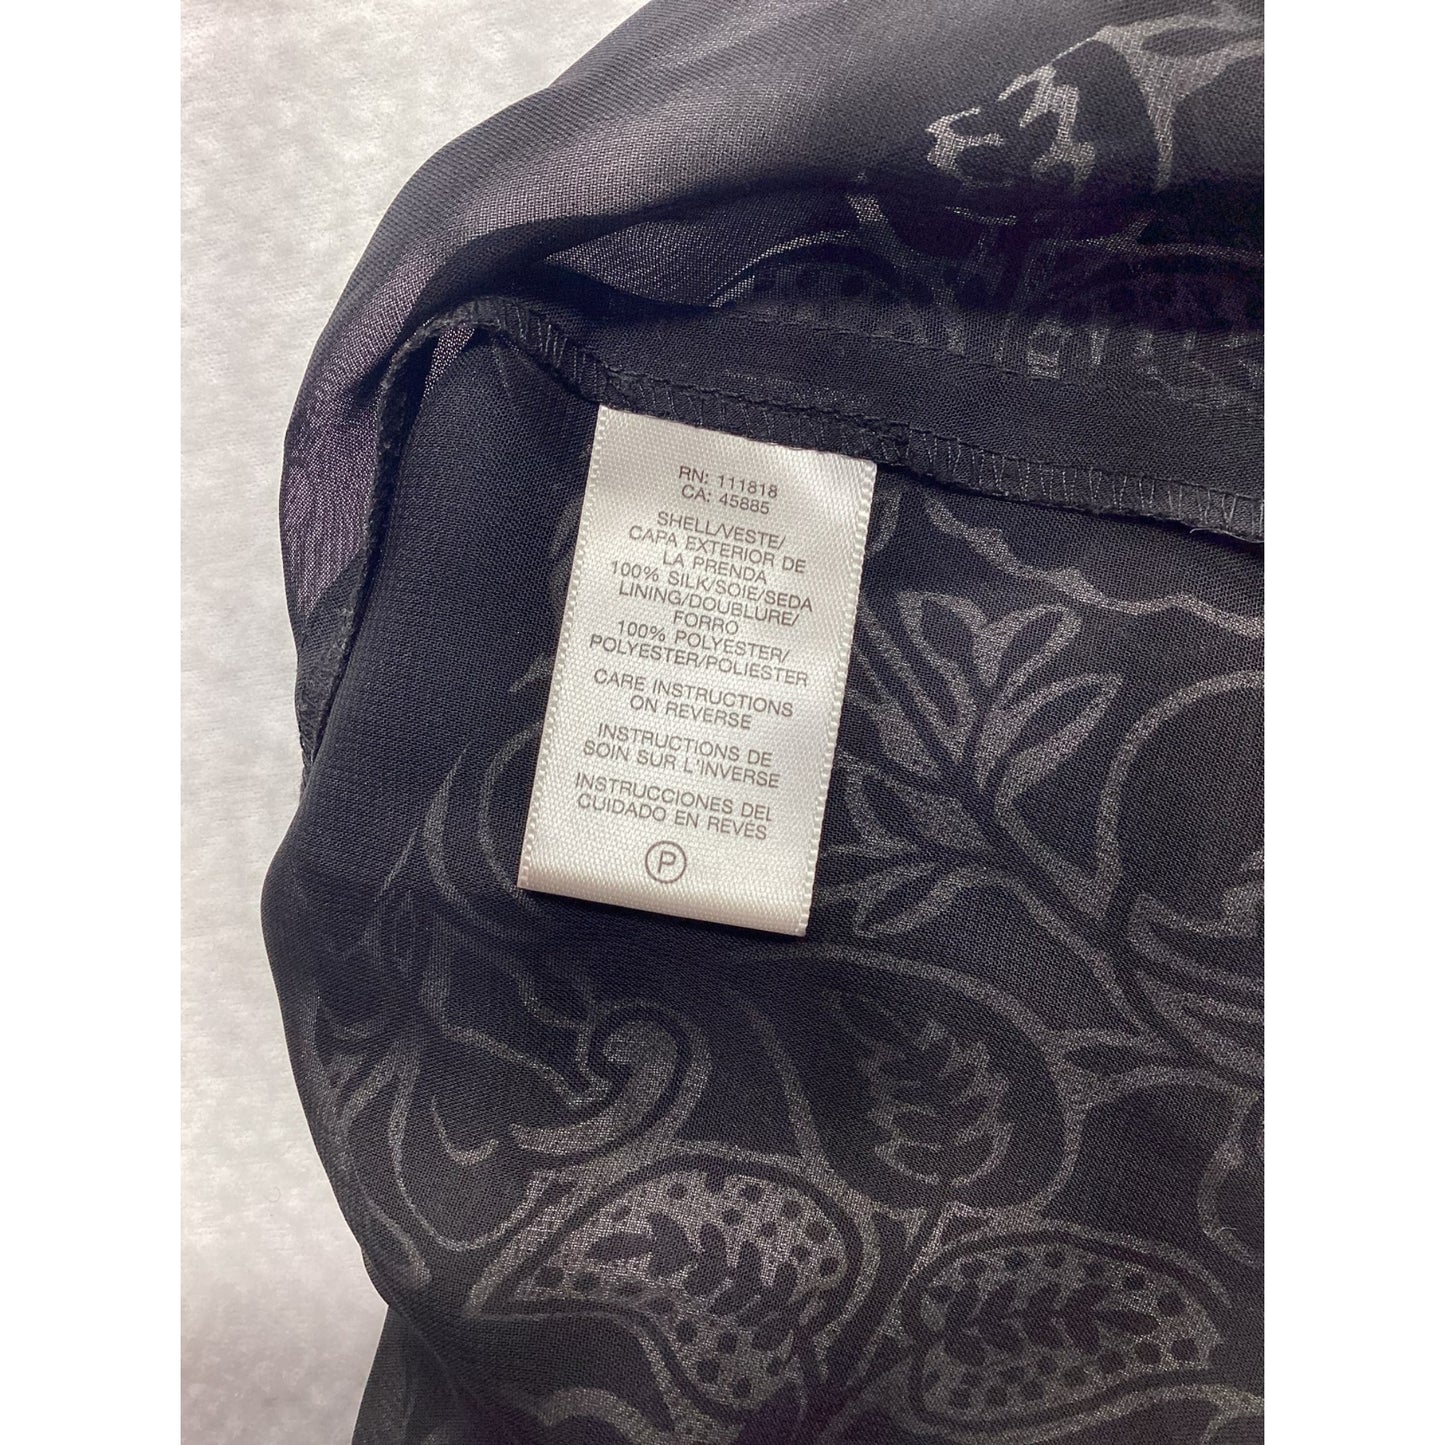 RN: 111818
CA: 45885
SHELL/VESTE/
CAPA EXTERIOR DE
LA PRENDA
100% SILK/SOIE/SEDA
LINING/DOUBLURE/
FORRO
100% POLYESTER/
POLYESTER/POLIESTER
CARE INSTRUCTIONS
ON REVERSE
INSTRUCTIONS DE
SOIN SUR L'INVERSE
INSTRUCCIONES DEL
CUIDADO EN REVÉS
P